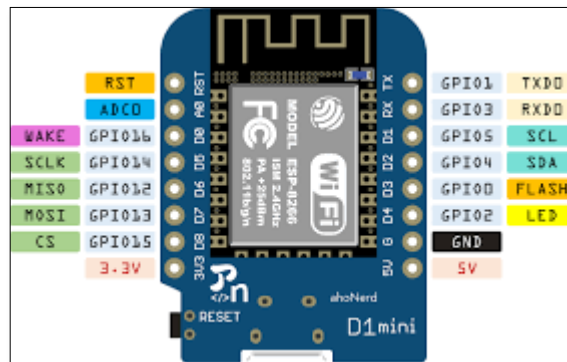 RST RST TX GPIO1 TXD0
ADC0 A0 RX GPIO3 RXD0
WAKE GPIO16 D0 D1 GPIO5 SCL
SCLK GPIO14 D5 D2 GPIO4 SDA
MISO GPIO12 D6 D3 GPIO0 FLASH
MOSI GPIO13 D7 D4 GPIO2 LED
CS GPIO15 D8 G GND
3.3V 3V3 5V 5V
MODEL ESP-8266
ISM 2.4GHz
PA +25dBm
802.11b/g/n
FC
WiFi
</> n
ahoNerd
RESET
D1mini